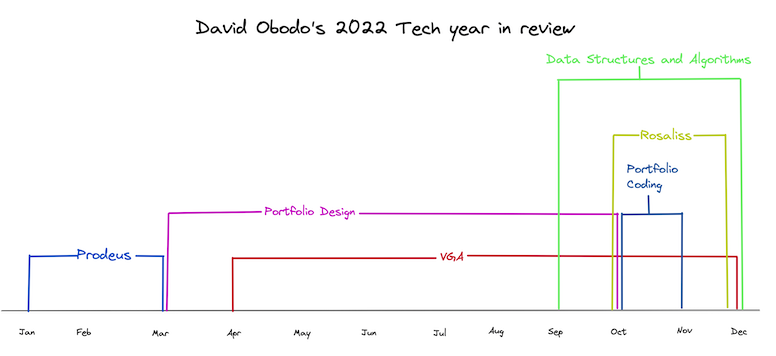 David Obodo's 2022 Tech year in review
Data Structures and Algorithms
Rosaliss
Portfolio
Coding
Portfolio Design
Prodeus
VGA
Jan Feb Mar Apr May Jun Jul Aug Sep Oct Nov Dec